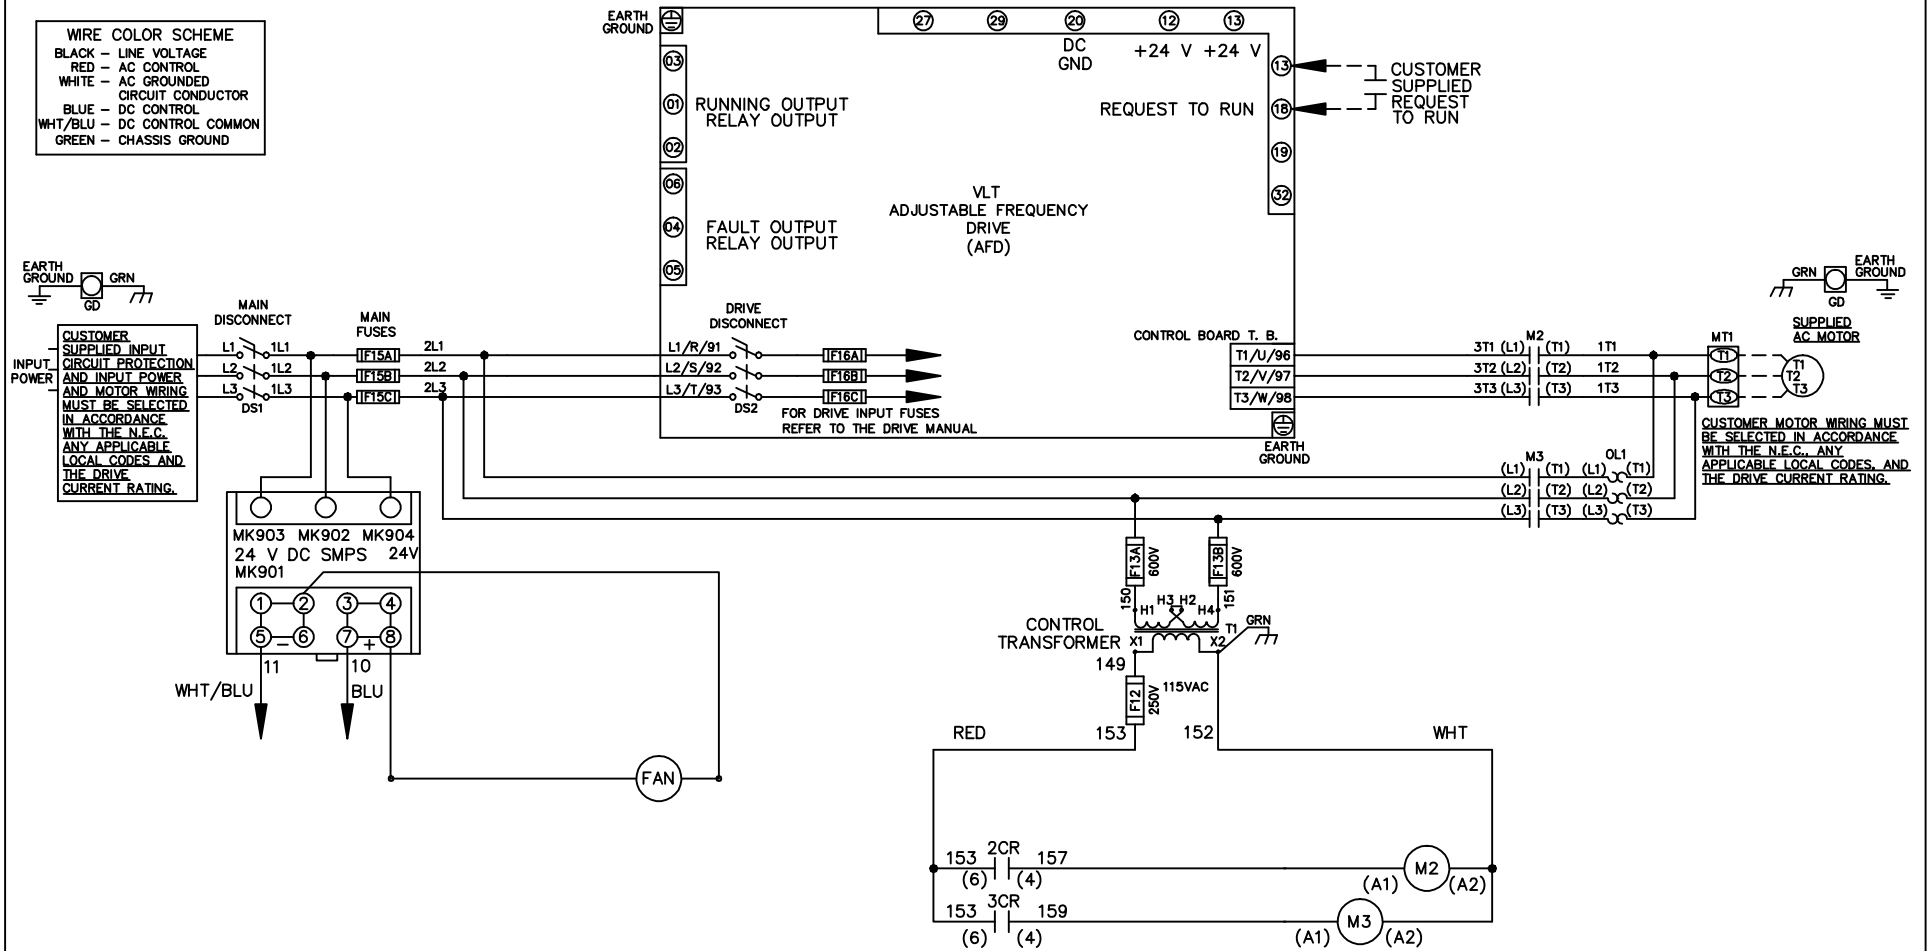 WIRE COLOR SCHEME
BLACK – LINE VOLTAGE
RED – AC CONTROL
WHITE – AC GROUNDED
CIRCUIT CONDUCTOR
BLUE – DC CONTROL
WHT/BLU – DC CONTROL COMMON
GREEN – CHASSIS GROUND
EARTH
GROUND
27 29 20 12 13
DC
GND
+24 V +24 V
03
01
02
RUNNING OUTPUT
RELAY OUTPUT
06
04
05
FAULT OUTPUT
RELAY OUTPUT
VLT
ADJUSTABLE FREQUENCY
DRIVE
(AFD)
REQUEST TO RUN
13
18
19
32
CUSTOMER
SUPPLIED
REQUEST
TO RUN
EARTH
GROUND
GRN
GD
INPUT
POWER
CUSTOMER
SUPPLIED INPUT
CIRCUIT PROTECTION
AND INPUT POWER
AND MOTOR WIRING
MUST BE SELECTED
IN ACCORDANCE
WITH THE N.E.C.
ANY APPLICABLE
LOCAL CODES AND
THE DRIVE
CURRENT RATING.
MAIN
DISCONNECT
L1 1L1
L2 1L2
L3 1L3
DS1
MAIN
FUSES
F15A 2L1
F15B 2L2
F15C 2L3
DRIVE
DISCONNECT
L1/R/91 F16A
L2/S/92 F16B
L3/T/93 F16C
DS2
FOR DRIVE INPUT FUSES
REFER TO THE DRIVE MANUAL
CONTROL BOARD T. B.
T1/U/96
T2/V/97
T3/W/98
EARTH
GROUND
M2
3T1 (L1) (T1) 1T1
3T2 (L2) (T2) 1T2
3T3 (L3) (T3) 1T3
MT1
T1
T2
T3
GRN
GD
EARTH
GROUND
SUPPLIED
AC MOTOR
T1
T2
T3
CUSTOMER MOTOR WIRING MUST
BE SELECTED IN ACCORDANCE
WITH THE N.E.C., ANY
APPLICABLE LOCAL CODES, AND
THE DRIVE CURRENT RATING.
M3 OL1
(L1) (T1) (L1) (T1)
(L2) (T2) (L2) (T2)
(L3) (T3) (L3) (T3)
MK903 MK902 MK904
24 V DC SMPS 24V
MK901
1 2 3 4
5 – 6 7 + 8
11 10
WHT/BLU BLU
FAN
F13A 600V
F13B 600V
150 151
H1 H3 H2 H4
CONTROL
TRANSFORMER
X1 X2 T1
GRN
149
F12 250V
115VAC
153 152
RED WHT
153 2CR 157
(6) (4)
(A1) M2 (A2)
153 3CR 159
(6) (4)
(A1) M3 (A2)